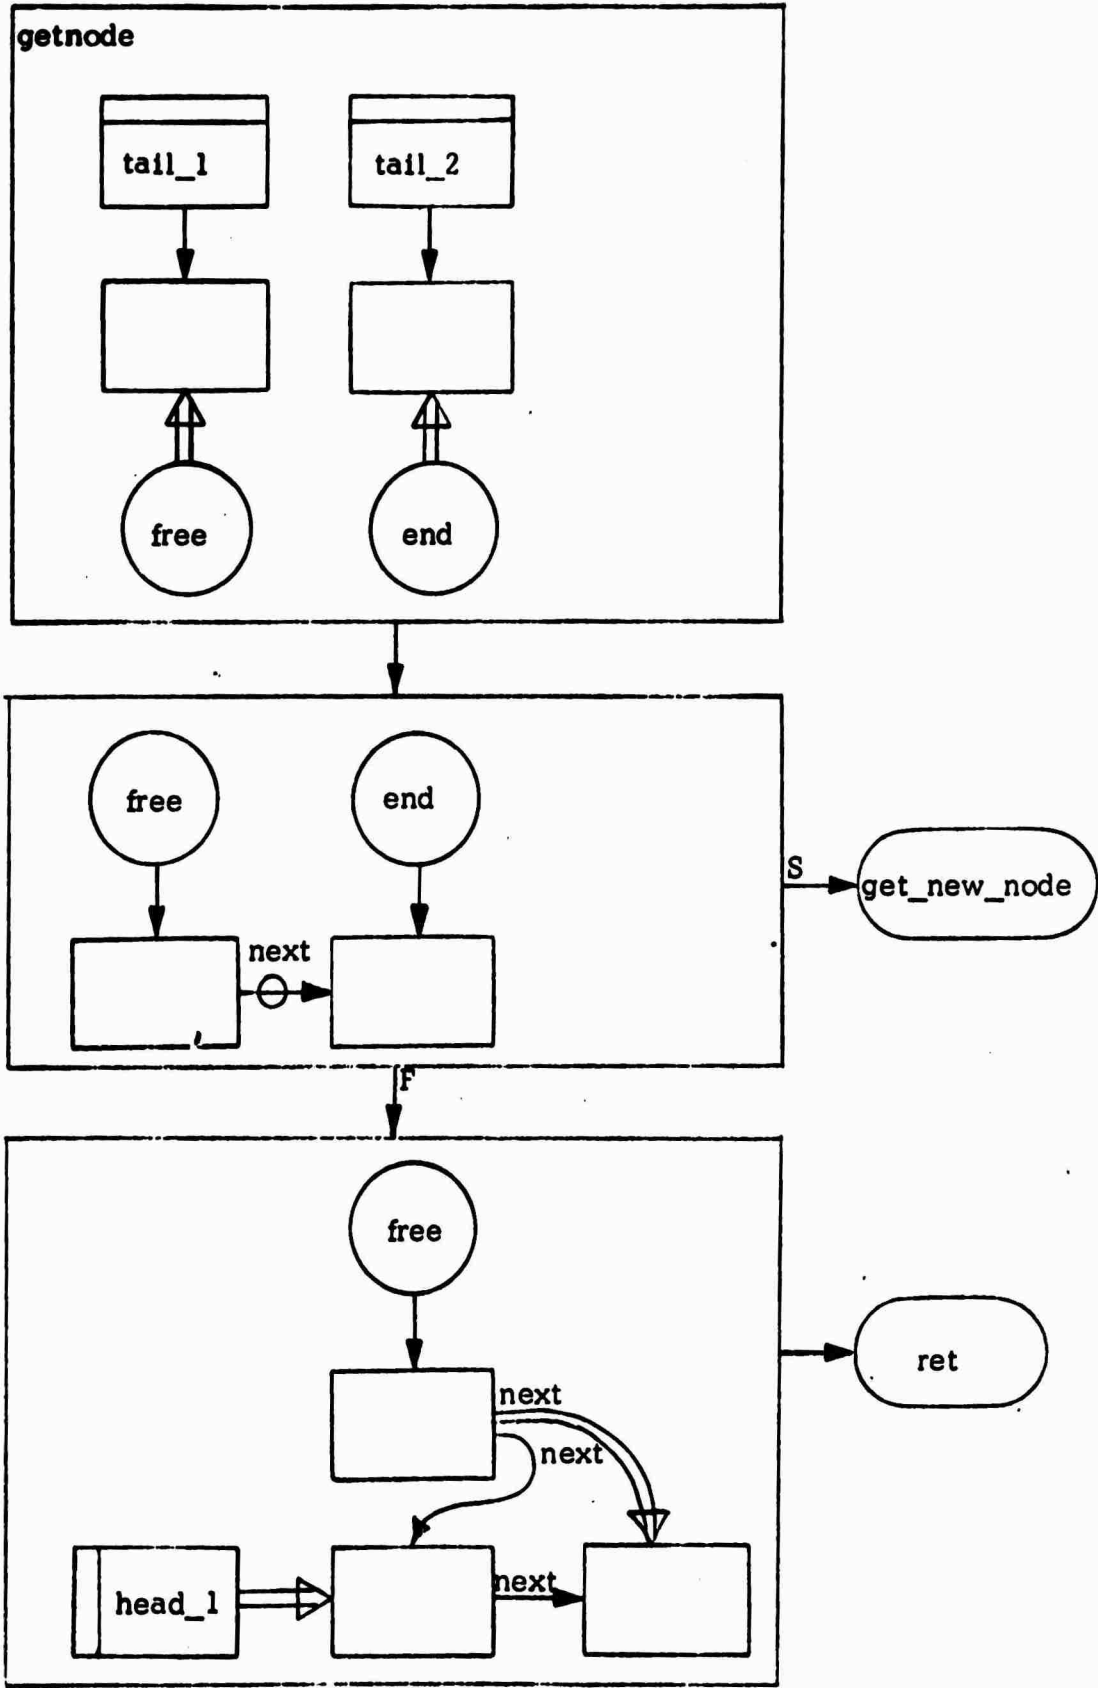 getnode
tail_1
tail_2
free
end
free
end
S
get_new_node
next
F
free
next
next
ret
head_1
next